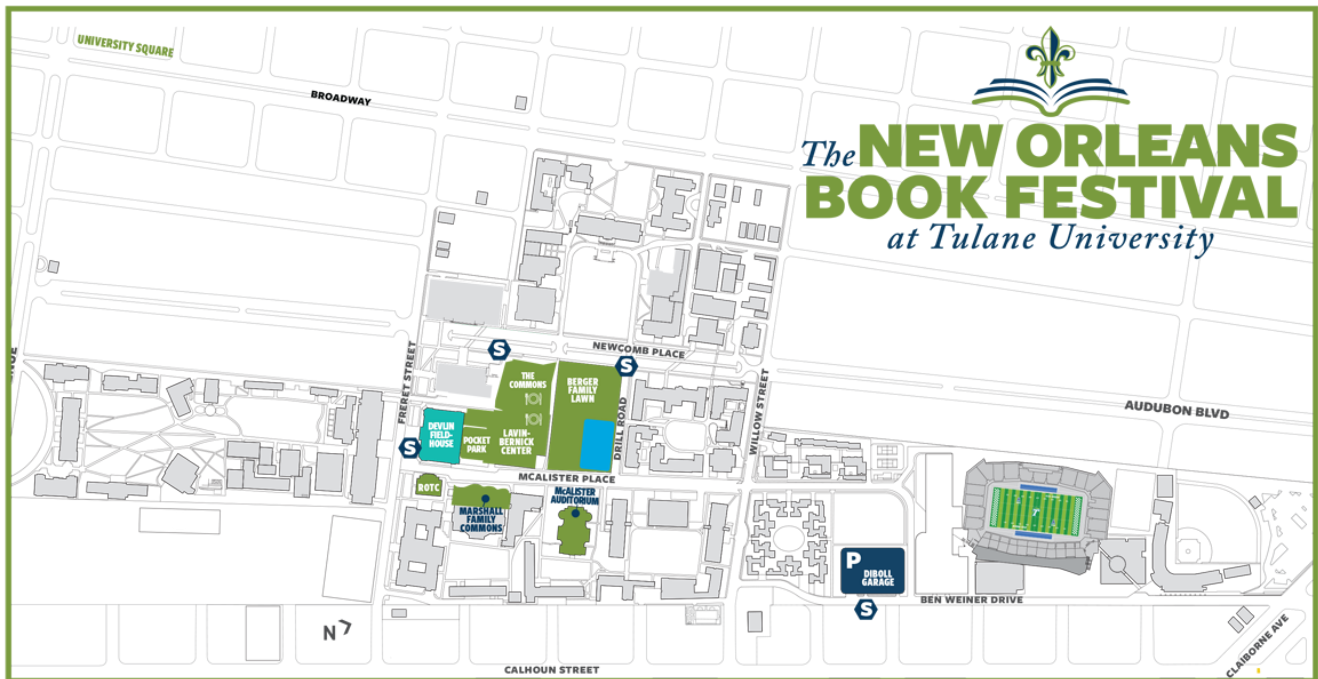 UNIVERSITY SQUARE
BROADWAY
The NEW ORLEANS
BOOK FESTIVAL
at Tulane University
NEWCOMB PLACE
S
S
FRERET STREET
THE
COMMONS
BERGER
FAMILY
LAWN
DRILL ROAD
WILLOW STREET
AUDUBON BLVD
DEVLIN
FIELD-
HOUSE
POCKET
PARK
LAVIN-
BERNICK
CENTER
S
MCALISTER PLACE
ROTC
MARSHALL
FAMILY
COMMONS
McALISTER
AUDITORIUM
P
DIBOLL
GARAGE
S
BEN WEINER DRIVE
N
CALHOUN STREET
CLAIBORNE AVE